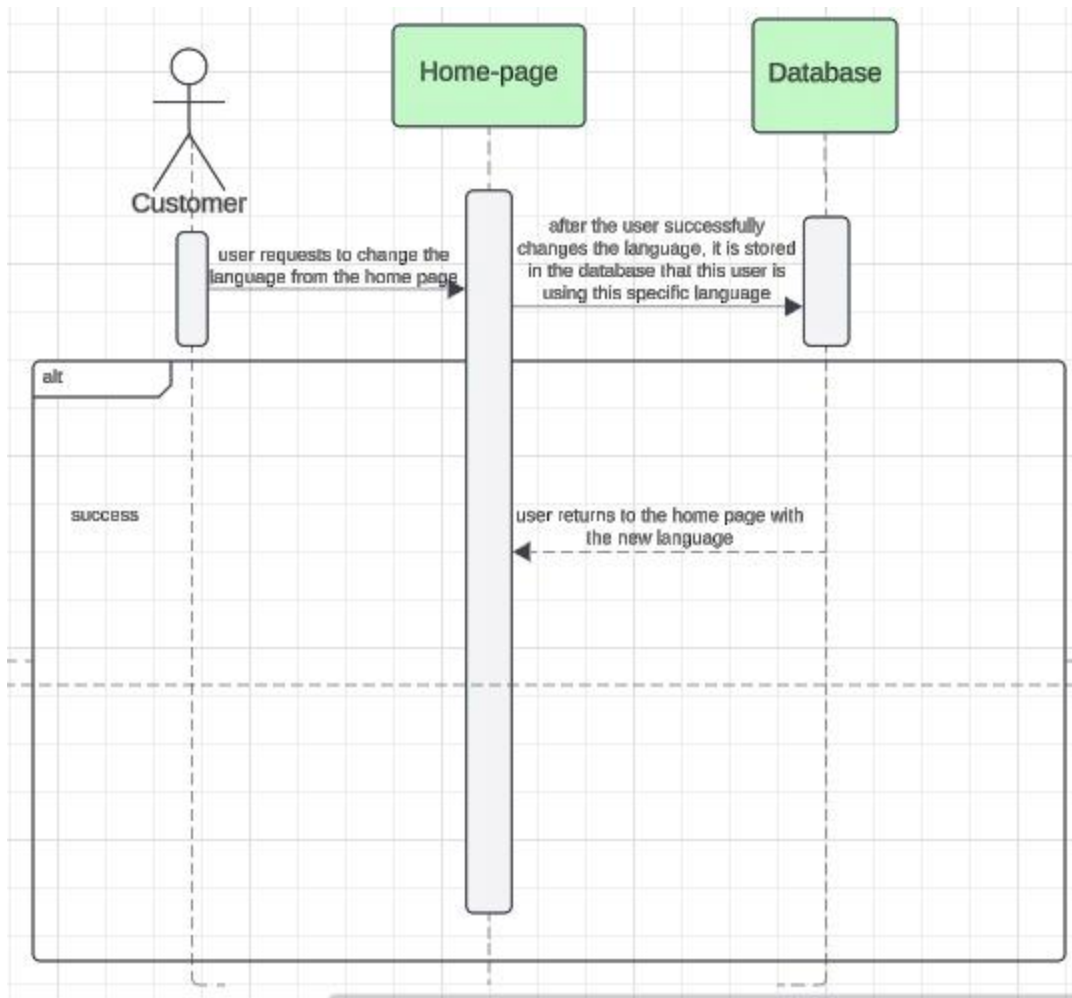 Home-page
Database
Customer
user requests to change the
language from the home page
after the user successfully
changes the language, it is stored
in the database that this user is
using this specific language
alt
success
user returns to the home page with
the new language